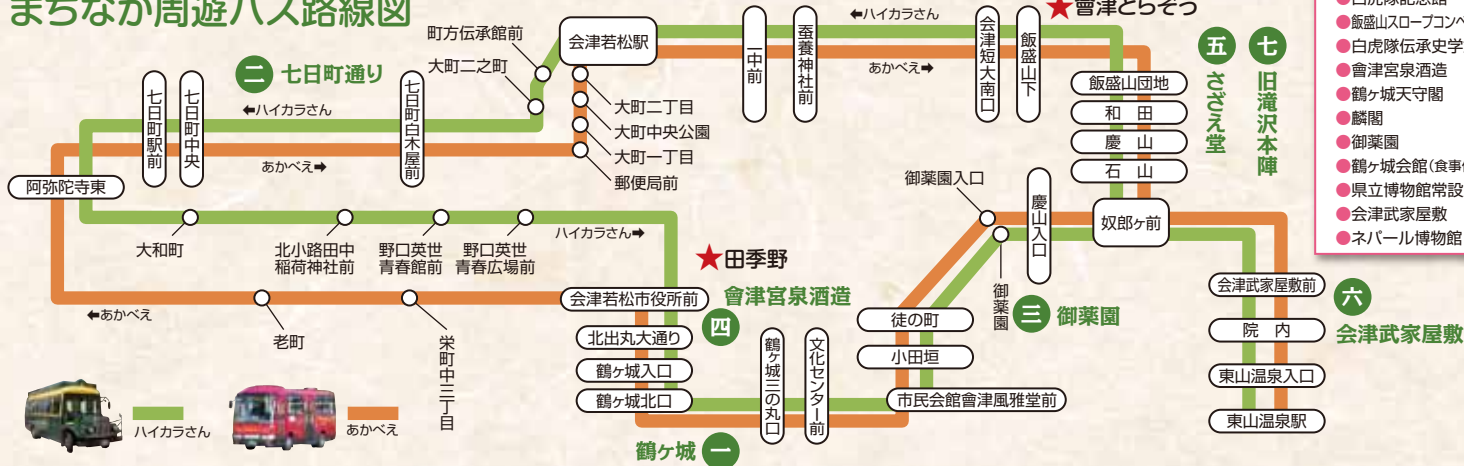 まちなか周遊バス路線図
二 七日町通り
町方伝承館前
大町二之町
会津若松駅
七日町駅前
七日町中央
七日町白木屋前
←ハイカラさん
あかべえ→
大町二丁目
大町中央公園
大町一丁目
郵便局前
一中前
蚕養神社前
←ハイカラさん
あかべえ→
会津短大南口
飯盛山下
★會津とらぞう
飯盛山団地
和田
慶山
石山
五 さざえ堂
七 旧滝沢本陣
●飯盛山スロープコンベ
●白虎隊伝承史学
●會津宮泉酒造
●鶴ヶ城天守閣
●麟閣
●御薬園
●鶴ヶ城会館(食事
●県立博物館常設
●会津武家屋敷
●ネパール博物館
阿弥陀寺東
大和町
北小路田中
稲荷神社前
野口英世
青春館前
野口英世
青春広場前
ハイカラさん→
★田季野
會津宮泉酒造
四
←あかべえ
老町
栄町中三丁目
会津若松市役所前
北出丸大通り
鶴ヶ城入口
鶴ヶ城北口
鶴ヶ城 一
鶴ヶ城三の丸口
文化センター前
御薬園入口
慶山入口
奴郎ヶ前
御薬園
三 御薬園
徒の町
小田垣
市民会館會津風雅堂前
会津武家屋敷前
院内
東山温泉入口
東山温泉駅
六
会津武家屋敷
ハイカラさん
あかべえ